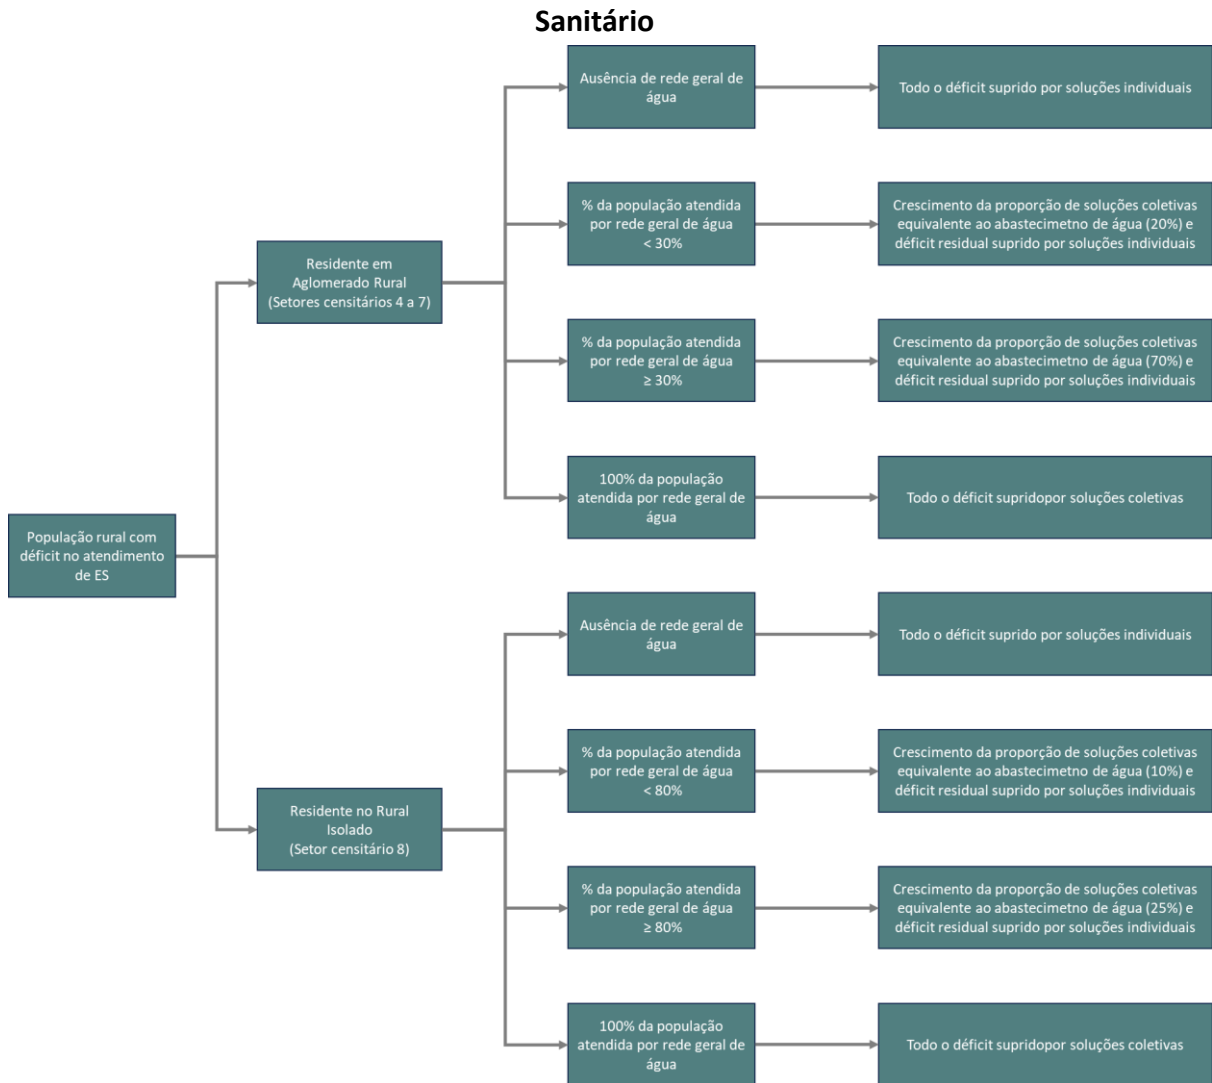 Sanitário
População rural com
déficit no atendimento
de ES
Residente em
Aglomerado Rural
(Setores censitários 4 a 7)
Ausência de rede geral de
água
Todo o déficit suprido por soluções individuais
% da população atendida
por rede geral de água
< 30%
Crescimento da proporção de soluções coletivas
equivalente ao abastecimetno de água (20%) e
déficit residual suprido por soluções individuais
% da população atendida
por rede geral de água
≥ 30%
Crescimento da proporção de soluções coletivas
equivalente ao abastecimetno de água (70%) e
déficit residual suprido por soluções individuais
100% da população
atendida por rede geral de
água
Todo o déficit supridopor soluções coletivas
Residente no Rural
Isolado
(Setor censitário 8)
Ausência de rede geral de
água
Todo o déficit suprido por soluções individuais
% da população atendida
por rede geral de água
< 80%
Crescimento da proporção de soluções coletivas
equivalente ao abastecimetno de água (10%) e
déficit residual suprido por soluções individuais
% da população atendida
por rede geral de água
≥ 80%
Crescimento da proporção de soluções coletivas
equivalente ao abastecimetno de água (25%) e
déficit residual suprido por soluções individuais
100% da população
atendida por rede geral de
água
Todo o déficit supridopor soluções coletivas